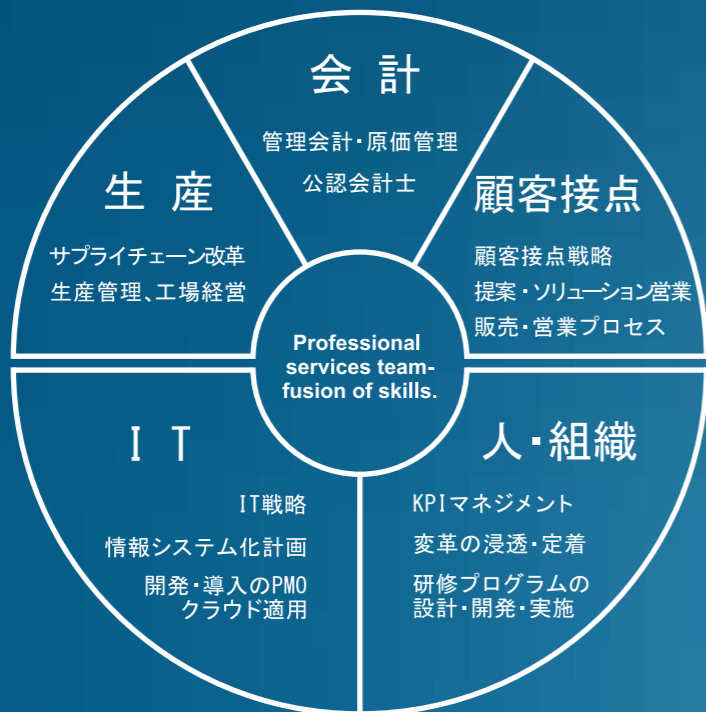 会 計
管理会計・原価管理
公認会計士
生 産
サプライチェーン改革
生産管理、工場経営
顧客接点
顧客接点戦略
提案・ソリューション営業
販売・営業プロセス
Professional
services team-
fusion of skills.
I T
IT戦略
情報システム化計画
開発・導入のPMO
クラウド適用
人・組織
KPIマネジメント
変革の浸透・定着
研修プログラムの
設計・開発・実施